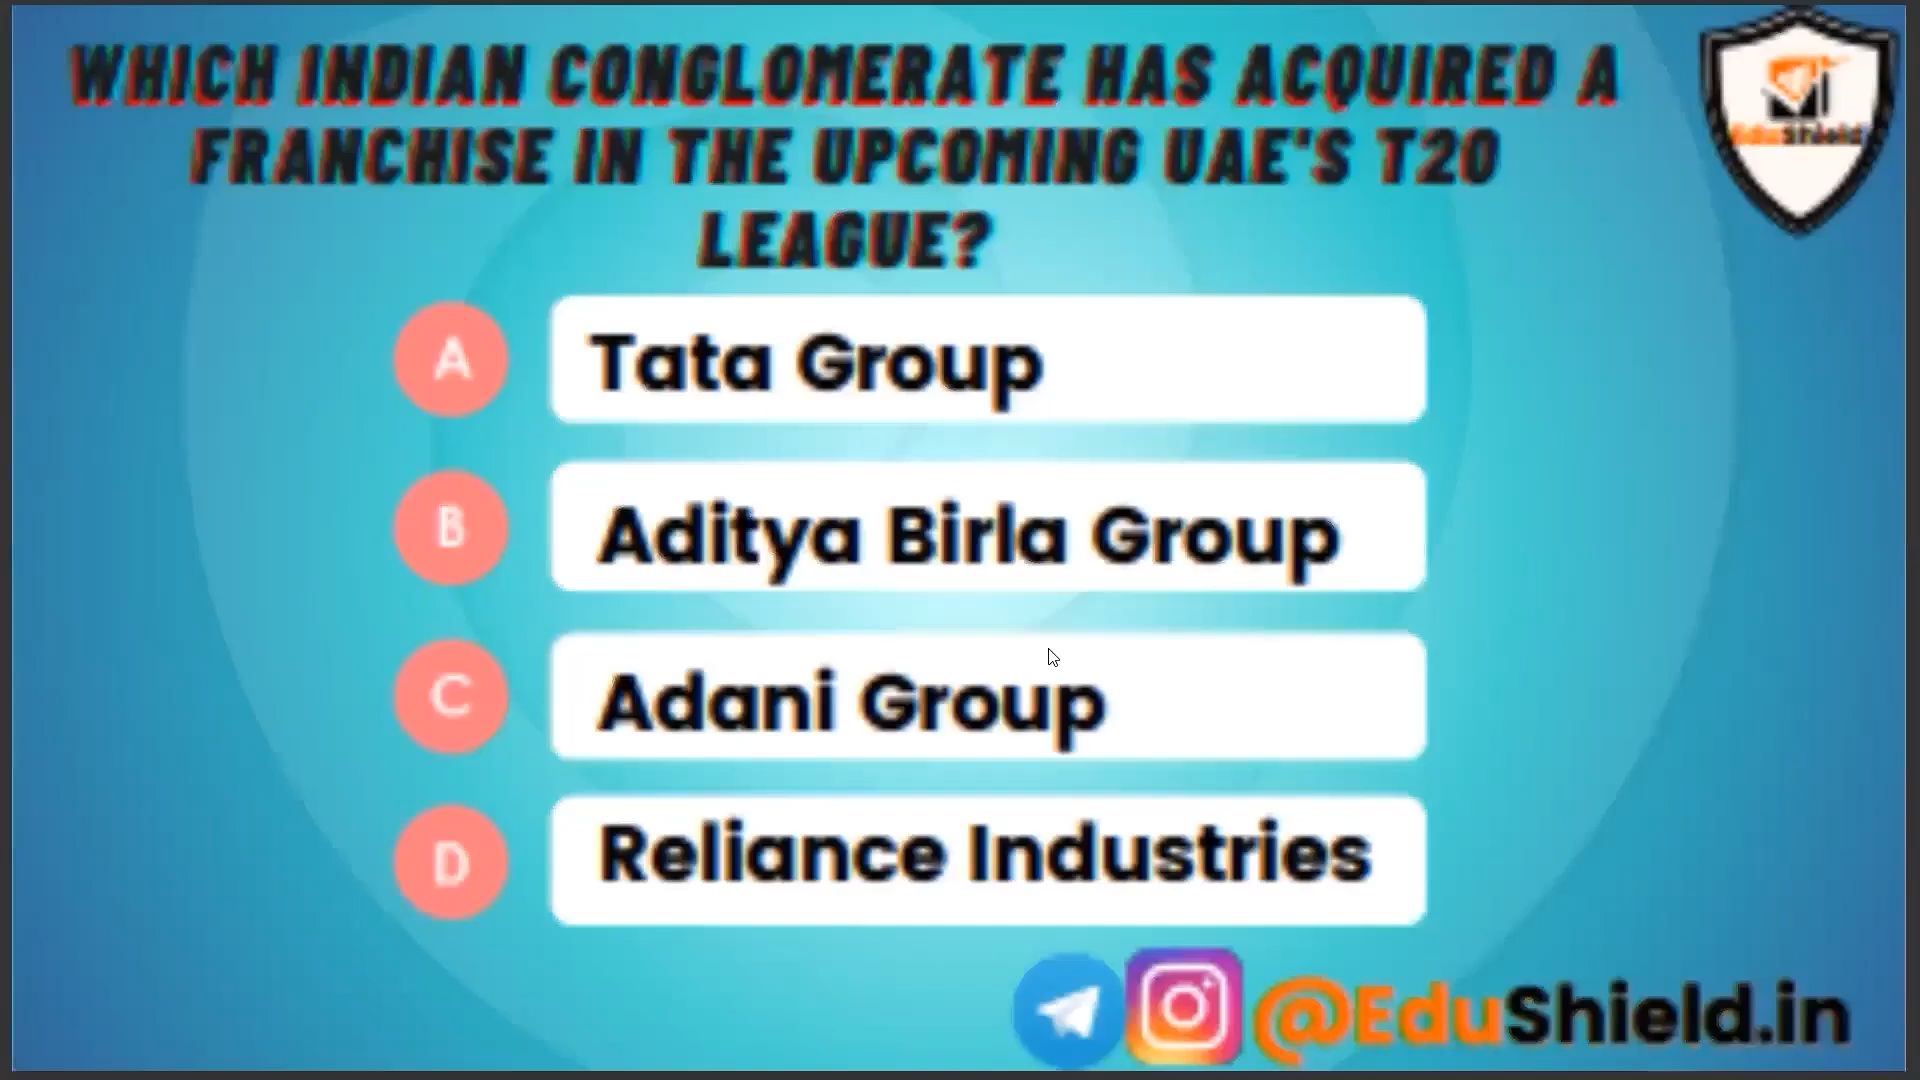 WHICH INDIAN CONGLOMERATE HAS ACQUIRED A
FRANCHISE IN THE UPCOMING UAE'S T20
LEAGUE?
EduShield
A Tata Group
B Aditya Birla Group
C Adani Group
D Reliance Industries
@EduShield.in